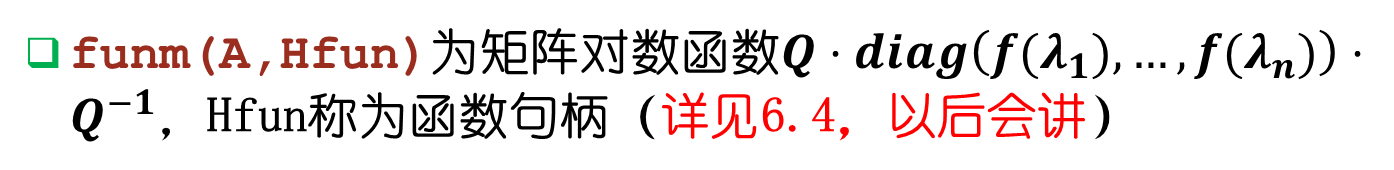 ❑ funm(A,Hfun)为矩阵对数函数Q · diag(f(λ₁), … , f(λₙ)) ·
Q⁻¹，Hfun称为函数句柄（详见6.4，以后会讲）